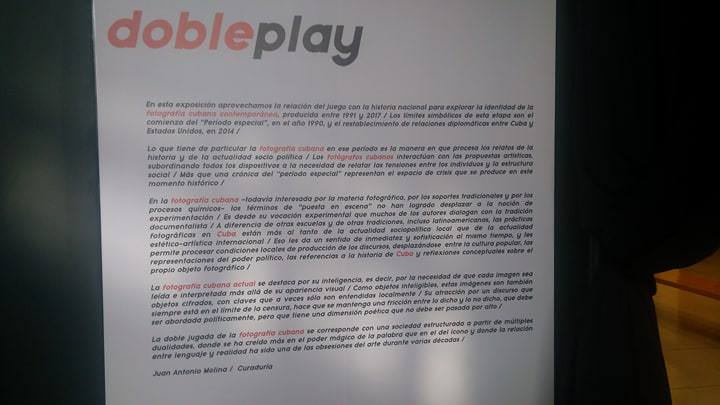 dobleplay
En esta exposición aprovechamos la relación del juego con la historia nacional para explorar la identidad de la
fotografía cubana contemporánea, producida entre 1991 y 2017 / Los límites simbólicos de esta etapa son el
comienzo del "Período especial", en el año 1990, y el restablecimiento de relaciones diplomáticas entre Cuba y
Estados Unidos, en 2014 /
Lo que tiene de particular la fotografía cubana en ese período es la manera en que procesa los relatos de la
historia y de la actualidad socio política / Los fotógrafos cubanos interactúan con las propuestas artísticas,
subordinando todos los dispositivos a la necesidad de relatar las tensiones entre los individuos y la estructura
social / Más que una crónica del "período especial" representan el espacio de crisis que se produce en este
momento histórico /
En la fotografía cubana –todavía interesada por la materia fotográfica, por los soportes tradicionales y por los
procesos químicos– los términos de "puesta en escena" no han logrado desplazar a la noción de
experimentación / Es desde su vocación experimental que muchos de los autores dialogan con la tradición
documentalista / A diferencia de otras escuelas y de otras tradiciones, incluso latinoamericanas, las prácticas
fotográficas en Cuba están más al tanto de la actualidad sociopolítica local que de la actualidad
estético-artística internacional / Eso les da un sentido de inmediatez y sofisticación al mismo tiempo, y les
permite procesar condiciones locales de producción de los discursos, desplazándose entre la cultura popular, las
representaciones del poder político, las referencias a la historia de Cuba y reflexiones conceptuales sobre el
propio objeto fotográfico /
La fotografía cubana actual se destaca por su inteligencia, es decir, por la necesidad de que cada imagen sea
leída e interpretada más allá de su apariencia visual / Como objetos inteligibles, estas imágenes son también
objetos cifrados, con claves que a veces sólo son entendidas localmente / Su atracción por un discurso que
siempre está en el límite de la censura, hace que se mantenga una fricción entre lo dicho y lo no dicho, que debe
ser abordada políticamente, pero que tiene una dimensión poética que no debe ser pasada por alto /
La doble jugada de la fotografía cubana se corresponde con una sociedad estructurada a partir de múltiples
dualidades, donde se ha creído más en el poder mágico de la palabra que en el del ícono y donde la relación
entre lenguaje y realidad ha sido una de las obsesiones del arte durante varias décadas /
Juan Antonio Molina / Curaduría